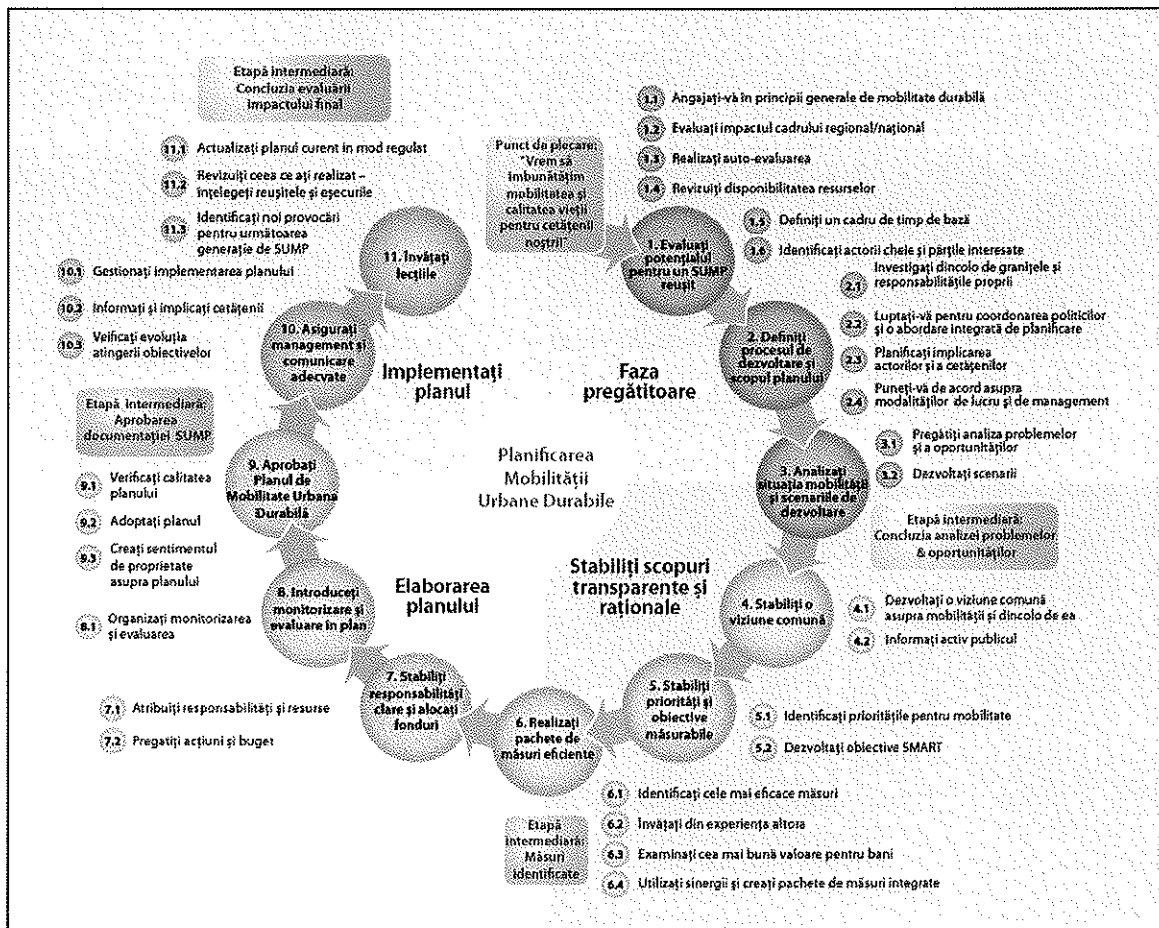 Etapă intermediară:
Concluzia evaluării
impactului final
11.1 Actualizați planul curent in mod regulat
11.2 Revizuiți ceea ce ați realizat –
înțelegeți reușitele și eșecurile
11.3 Identificați noi provocări
pentru următoarea
generație de SUMP
10.1 Gestionați implementarea planului
10.2 Informați și implicați cetățenii
10.3 Veificați evoluția
atingerii obiectivelor
Etapă intermediară:
Aprobarea
documentației SUMP
9.1 Verificați calitatea
planului
9.2 Adoptați planul
9.3 Creați sentimentul
de proprietate
asupra planului
8.1 Organizați monitorizarea
și evaluarea
7.1 Atribuiți responsabilități și resurse
7.2 Pregatiți acțiuni și buget
Punct de plecare:
"Vrem să
îmbunătățim
mobilitatea și
calitatea vieții
pentru cetățenii
noștrii"
1.1 Angajați-vă în principii generale de mobilitate durabilă
1.2 Evaluați impactul cadrului regional/național
1.3 Realizați auto-evaluarea
1.4 Revizuiți disponibilitatea resurselor
1.5 Definiți un cadru de timp de bază
1.6 Identificați actorii cheie și părțile interesate
2.1 Investigați dincolo de granițele și
responsabilitățile proprii
2.2 Luptați-vă pentru coordonarea politicilor
și o abordare integrată de planificare
2.3 Planificați implicarea
actorilor și a cetățenilor
2.4 Puneți-vă de acord asupra
modalităților de lucru și de management
3.1 Pregătiți analiza problemelor
și a oportunităților
3.2 Dezvoltați scenarii
Etapă intermediară:
Concluzia analizei problemelor
& oportunităților
4.1 Dezvoltați o viziune comună
asupra mobilității și dincolo de ea
4.2 Informați activ publicul
5.1 Identificați prioritățile pentru mobilitate
5.2 Dezvoltați obiective SMART
Etapă
intermediară:
Măsuri
identificate
6.1 Identificați cele mai eficace măsuri
6.2 Învățați din experiența altora
6.3 Examinați cea mai bună valoare pentru bani
6.4 Utilizați sinergii și creați pachete de măsuri integrate
1. Evaluați
potențialul
pentru un SUMP
reușit
2. Definiți
procesul de
dezvoltare și
scopul planului
3. Analizați
situația mobilității
și scenariile de
dezvoltare
4. Stabiliți o
viziune comună
5. Stabiliți
priorități și
obiective
măsurabile
6. Realizați
pachete de
măsuri eficiente
7. Stabiliți
responsabilități
clare și alocați
fonduri
8. Introduceți
monitorizare și
evaluare în plan
9. Aprobați
Planul de
Mobilitate Urbana
Durabilă
10. Asigurați
management și
comunicare
adecvate
11. Învățați
lecțiile
Implementați
planul
Faza
pregătitoare
Planificarea
Mobilității
Urbane Durabile
Stabiliți scopuri
transparente și
raționale
Elaborarea
planului